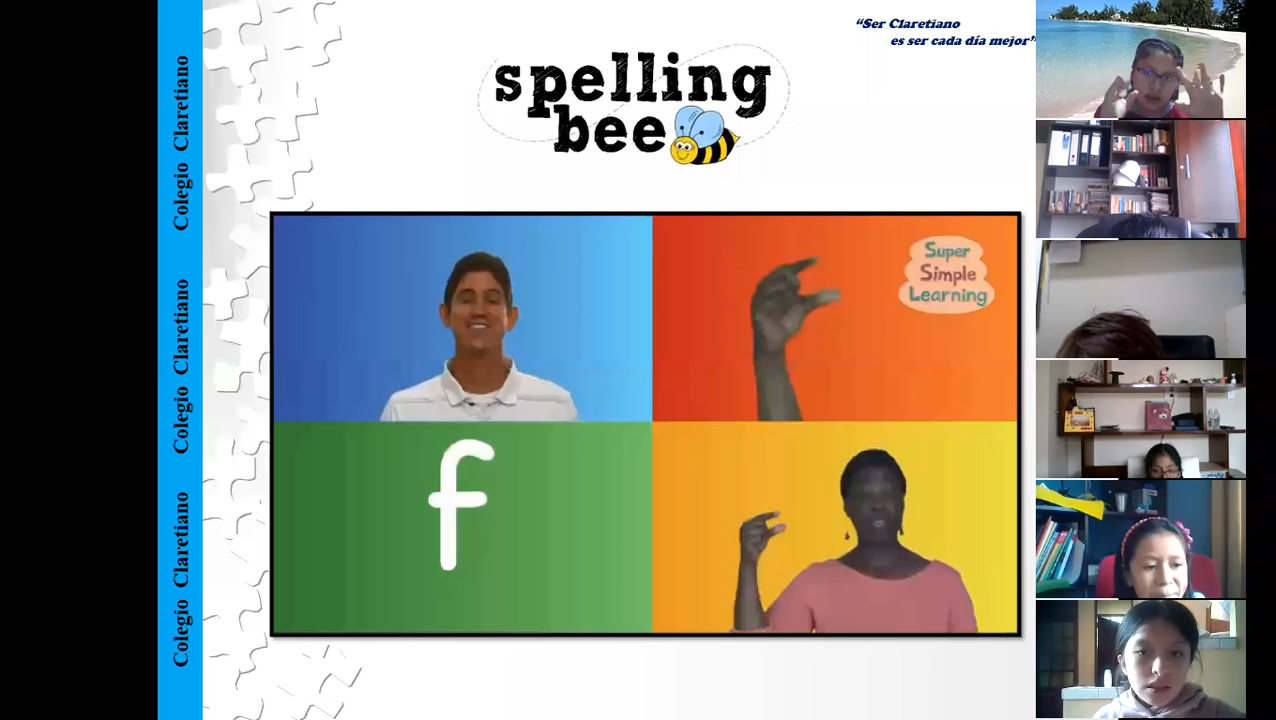 “Ser Claretiano
es ser cada día mejor”
spelling
bee
Colegio Claretiano
Colegio Claretiano
Colegio Claretiano
Super
Simple
Learning
f